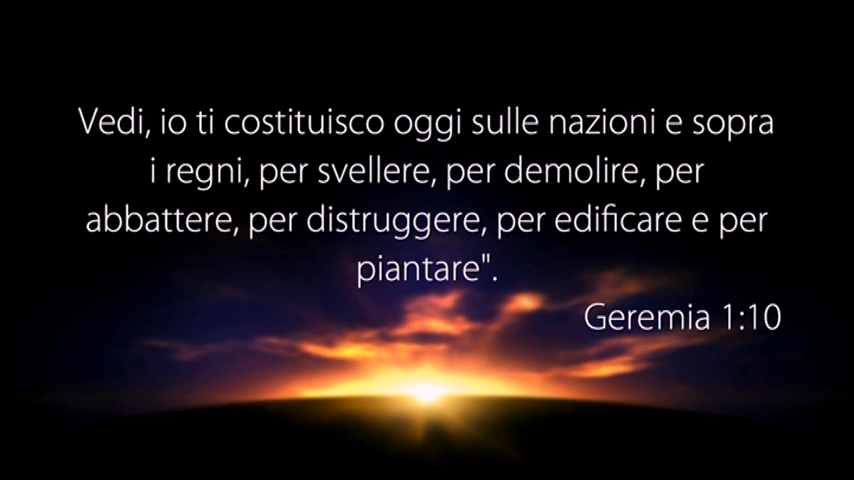 Vedi, io ti costituisco oggi sulle nazioni e sopra
i regni, per svellere, per demolire, per
abbattere, per distruggere, per edificare e per
piantare".
Geremia 1:10